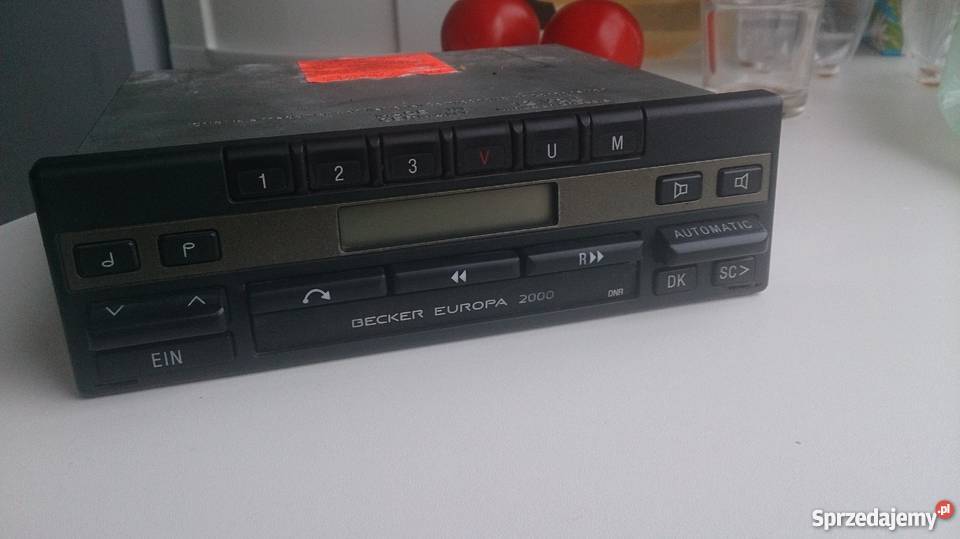 1 2 3 V U M
P
AUTOMATIC
R
DK SC>
BECKER EUROPA 2000 DNR
EIN
Sprzedajemy.pl